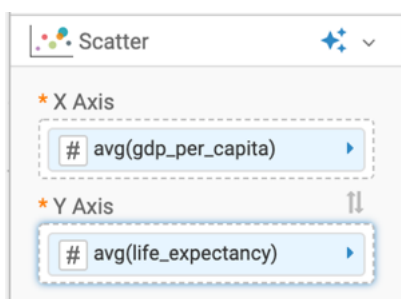 Scatter
* X Axis
# avg(gdp_per_capita)
* Y Axis
# avg(life_expectancy)